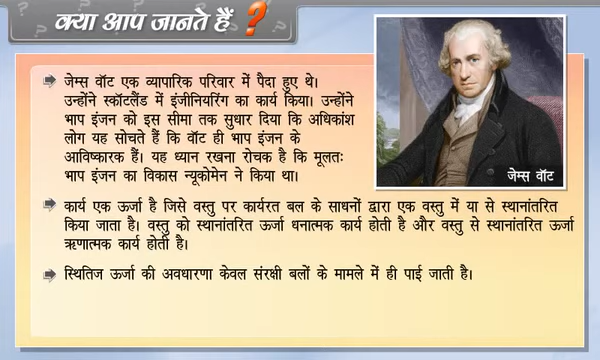 क्या आप जानते हैं ?
जेम्स वॉट एक व्यापारिक परिवार में पैदा हुए थे।
उन्होंने स्कॉटलैंड में इंजीनियरिंग का कार्य किया। उन्होंने
भाप इंजन को इस सीमा तक सुधार दिया कि अधिकांश
लोग यह सोचते हैं कि वॉट ही भाप इंजन के
आविष्कारक हैं। यह ध्यान रखना रोचक है कि मूलतः
भाप इंजन का विकास न्यूकोमेन ने किया था।
जेम्स वॉट
कार्य एक ऊर्जा है जिसे वस्तु पर कार्यरत बल के साधनों द्वारा एक वस्तु में या से स्थानांतरित
किया जाता है। वस्तु को स्थानांतरित ऊर्जा धनात्मक कार्य होती है और वस्तु से स्थानांतरित ऊर्जा
ऋणात्मक कार्य होती है।
स्थितिज ऊर्जा की अवधारणा केवल संरक्षी बलों के मामले में ही पाई जाती है।